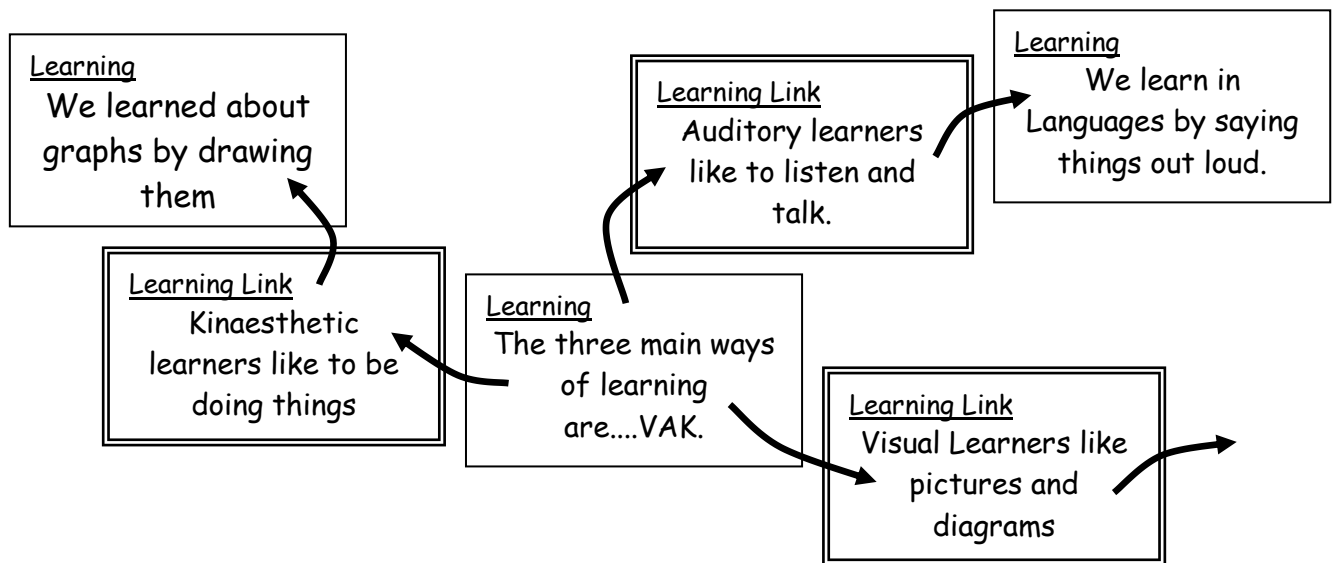 Learning
We learned about
graphs by drawing
them
Learning Link
Kinaesthetic
learners like to be
doing things
Learning
The three main ways
of learning
are....VAK.
Learning Link
Auditory learners
like to listen and
talk.
Learning
We learn in
Languages by saying
things out loud.
Learning Link
Visual Learners like
pictures and
diagrams